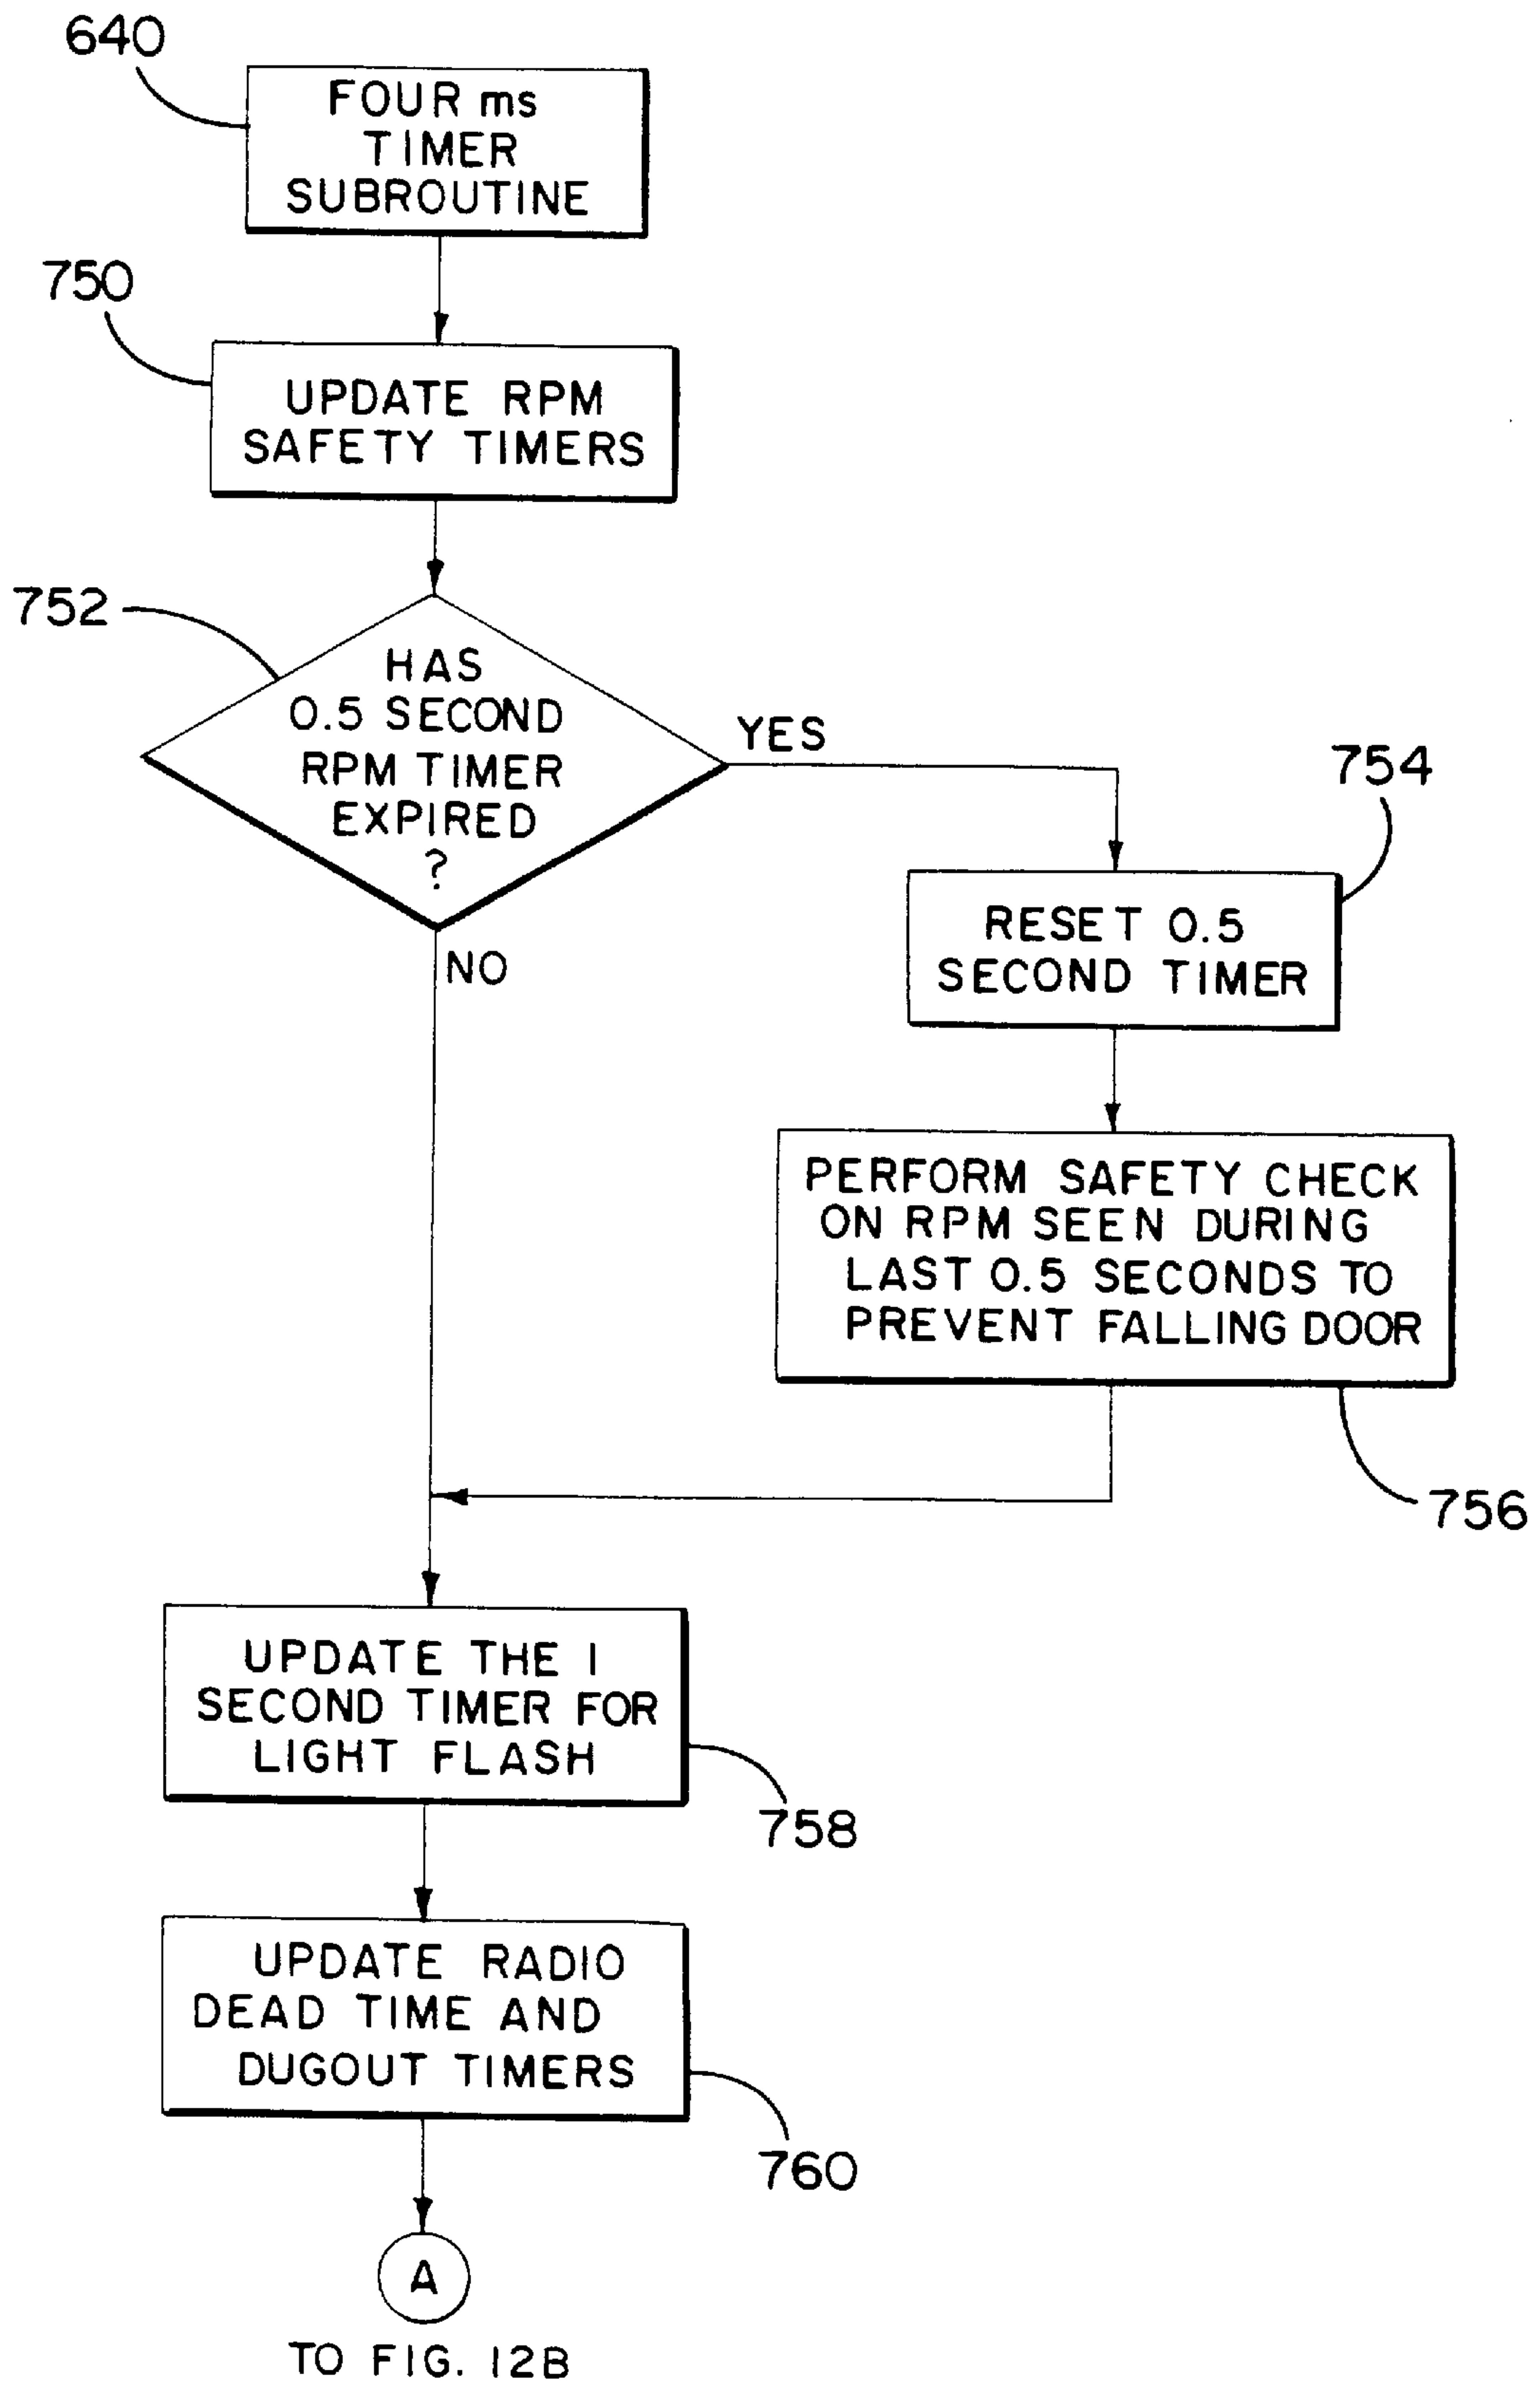 640
FOUR ms
TIMER
SUBROUTINE
750
UPDATE RPM
SAFETY TIMERS
752
HAS
0.5 SECOND
RPM TIMER
EXPIRED
?
YES
NO
754
RESET 0.5
SECOND TIMER
PERFORM SAFETY CHECK
ON RPM SEEN DURING
LAST 0.5 SECONDS TO
PREVENT FALLING DOOR
756
UPDATE THE 1
SECOND TIMER FOR
LIGHT FLASH
758
UPDATE RADIO
DEAD TIME AND
DUGOUT TIMERS
760
A
TO FIG. 12B